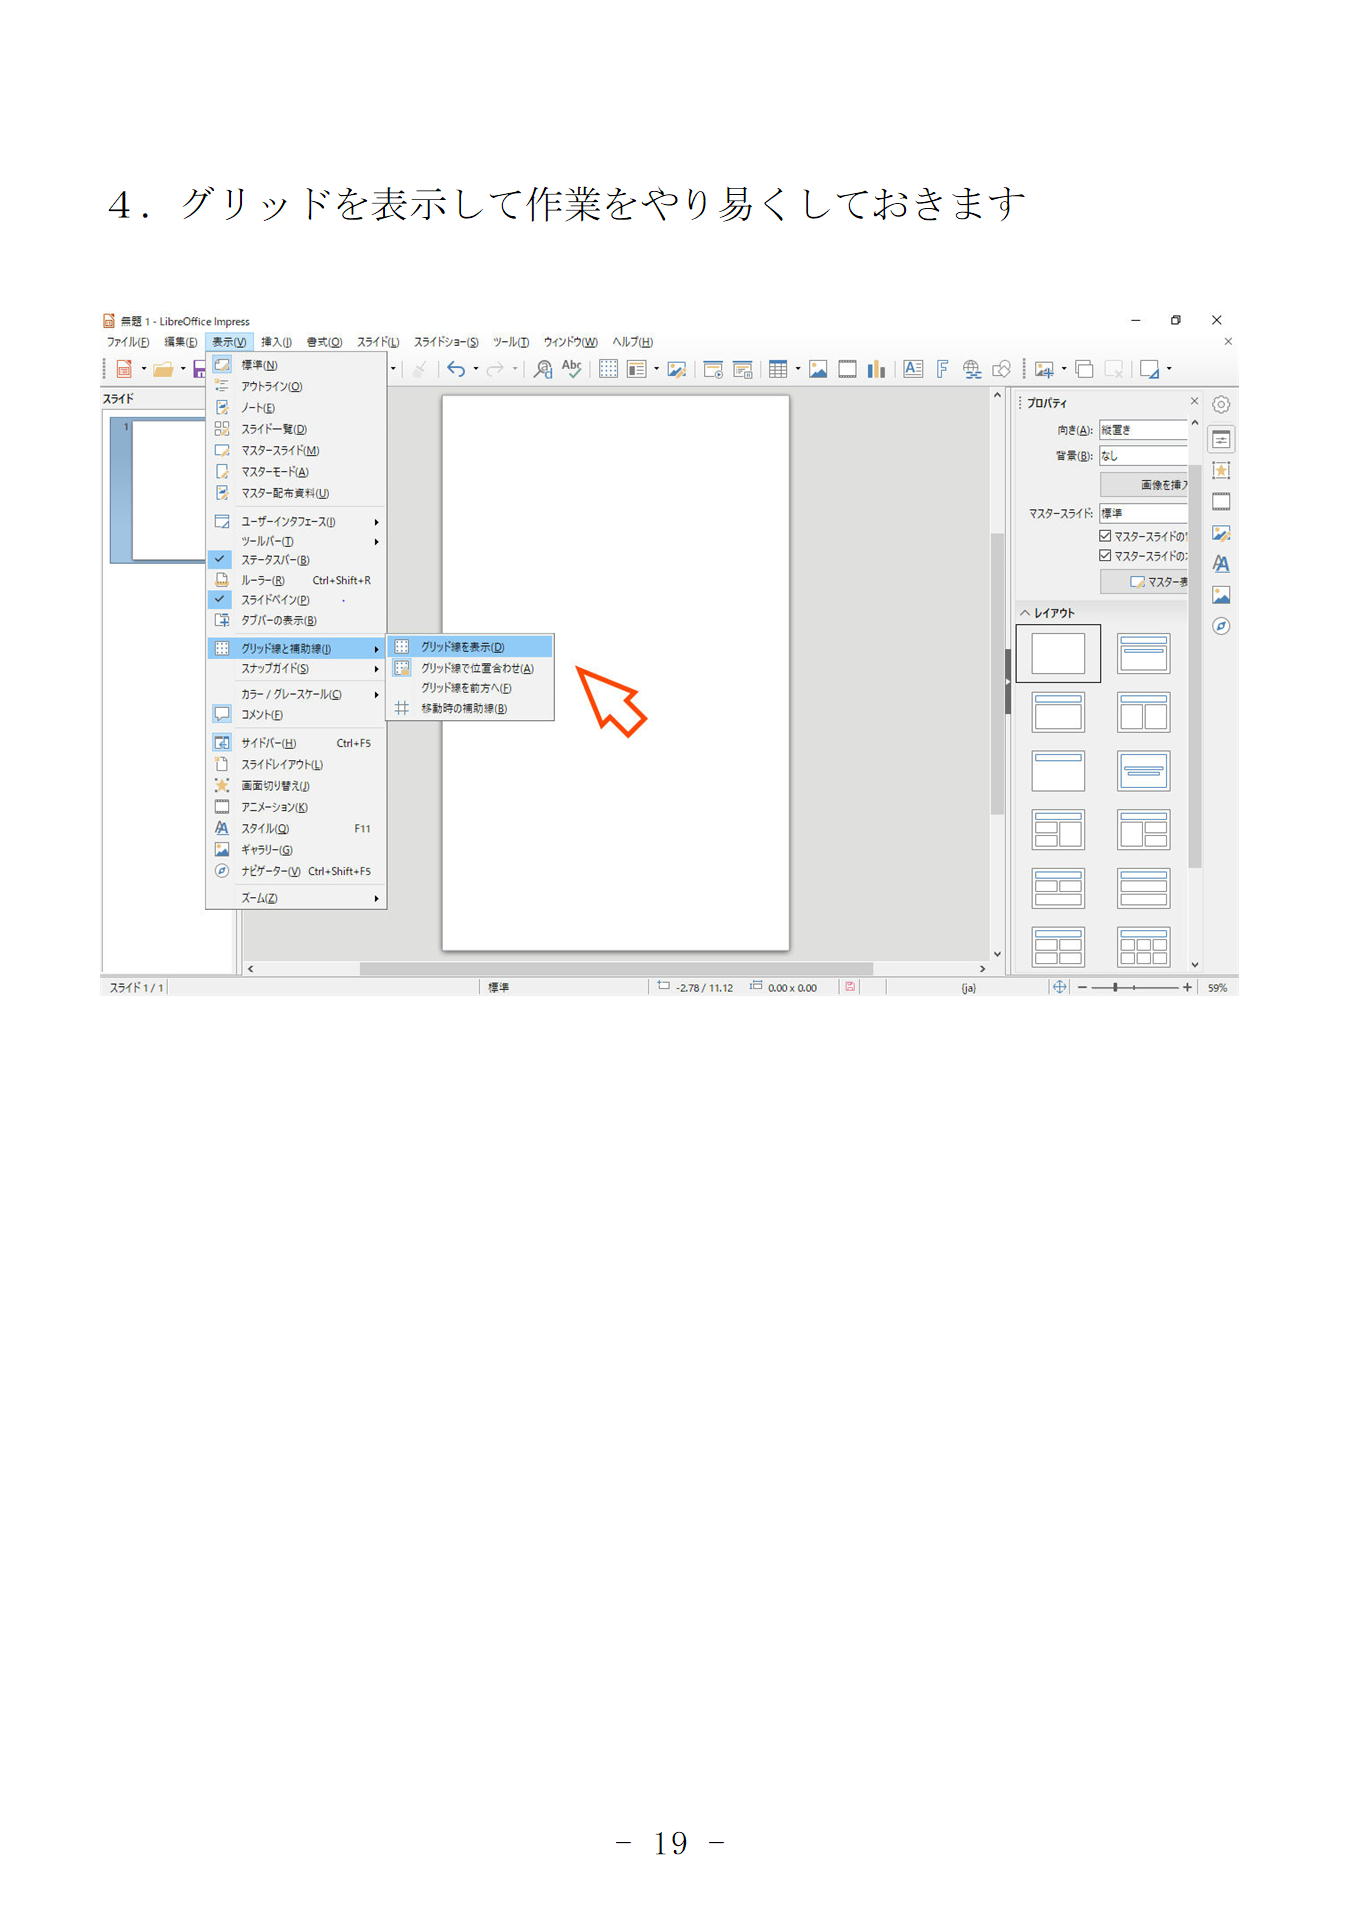 ４．グリッドを表示して作業をやり易くしておきます
無題 1 - LibreOffice Impress
ファイル(F) 編集(E) 表示(V) 挿入(I) 書式(O) スライド(L) スライドショー(S) ツール(T) ウィンドウ(W) ヘルプ(H)
スライド
1
標準(N)
アウトライン(O)
ノート(E)
スライド一覧(D)
マスタースライド(M)
マスターモード(A)
マスター配布資料(U)
ユーザーインタフェース(I)
ツールバー(T)
ステータスバー(B)
ルーラー(R) Ctrl+Shift+R
スライドペイン(P)
タブバーの表示(B)
グリッド線と補助線(I)
スナップガイド(S)
カラー / グレースケール(C)
コメント(F)
サイドバー(H) Ctrl+F5
スライドレイアウト(L)
画面切り替え(J)
アニメーション(K)
スタイル(Q) F11
ギャラリー(G)
ナビゲーター(V) Ctrl+Shift+F5
ズーム(Z)
グリッド線を表示(D)
グリッド線で位置合わせ(A)
グリッド線を前方へ(F)
移動時の補助線(B)
プロパティ
向き(A): 縦置き
背景(B): なし
画像を挿入
マスタースライド: 標準
マスタースライドの
マスタースライドの
マスター表
レイアウト
スライド 1 / 1
標準
-2.78 / 11.12 0.00 x 0.00
(ja)
59%
- 19 -